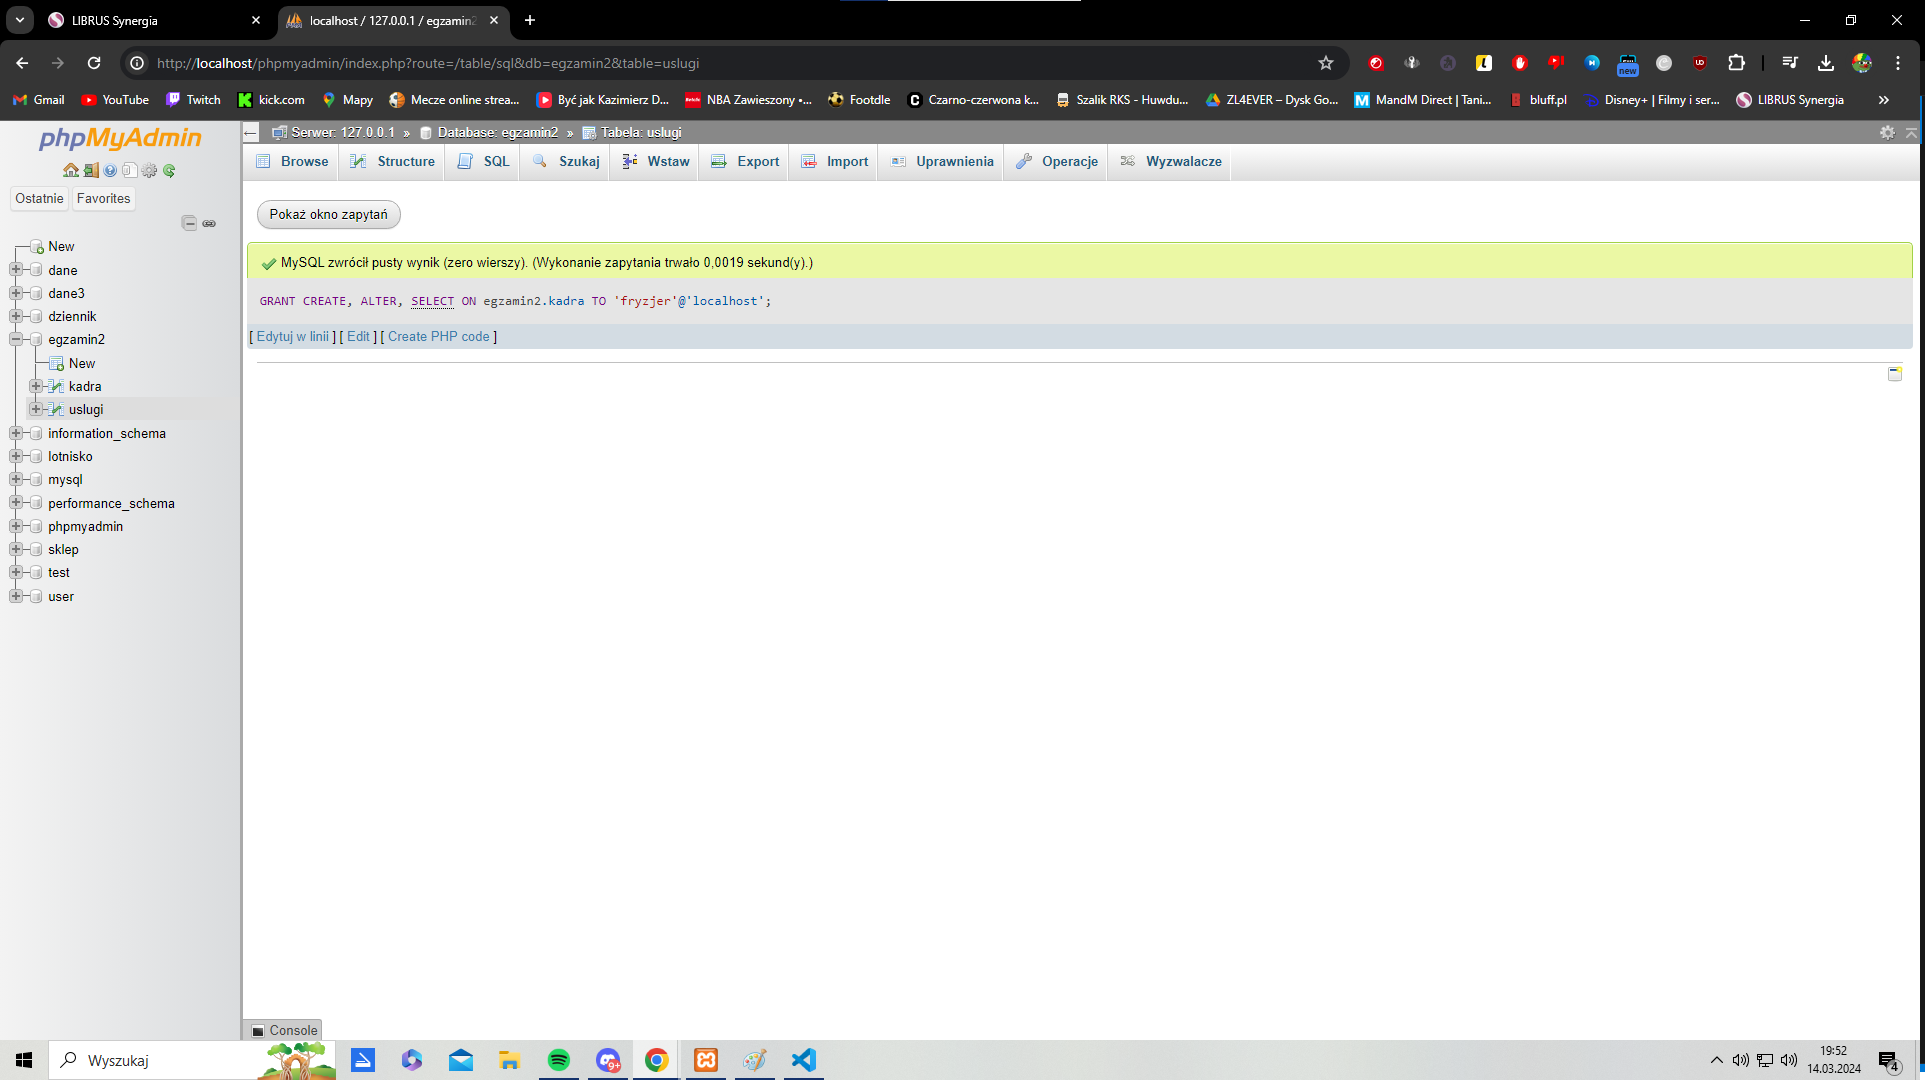 LIBRUS Synergia
localhost / 127.0.0.1 / egzamin2
http://localhost/phpmyadmin/index.php?route=/table/sql&db=egzamin2&table=uslugi
new
Gmail YouTube Twitch kick.com Mapy Mecze online strea... Być jak Kazimierz D... NBA Zawieszony •... Footdle Czarno-czerwona k... Szalik RKS - Huwdu... ZL4EVER – Dysk Go... MandM Direct | Tani... bluff.pl Disney+ | Filmy i ser... LIBRUS Synergia »
phpMyAdmin
Ostatnie Favorites
New
dane
dane3
dziennik
egzamin2
New
kadra
uslugi
information_schema
lotnisko
mysql
performance_schema
phpmyadmin
sklep
test
user
Serwer: 127.0.0.1 » Database: egzamin2 » Tabela: uslugi
Browse Structure SQL Szukaj Wstaw Export Import Uprawnienia Operacje Wyzwalacze
Pokaż okno zapytań
MySQL zwrócił pusty wynik (zero wierszy). (Wykonanie zapytania trwało 0,0019 sekund(y).)
GRANT CREATE, ALTER, SELECT ON egzamin2.kadra TO 'fryzjer'@'localhost';
[ Edytuj w linii ] [ Edit ] [ Create PHP code ]
Console
Wyszukaj
9+
19:52
14.03.2024
4